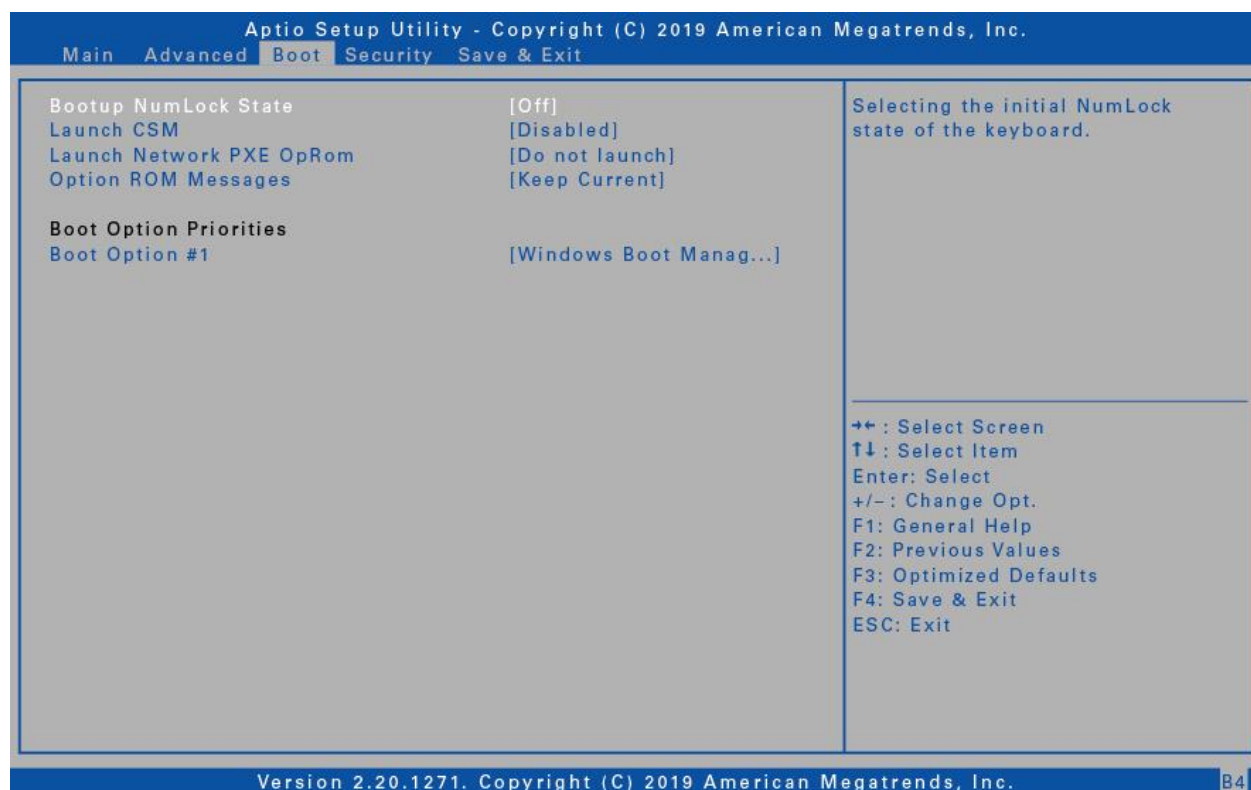 Aptio Setup Utility - Copyright (C) 2019 American Megatrends, Inc.
Main Advanced Boot Security Save & Exit
Bootup NumLock State [Off]
Launch CSM [Disabled]
Launch Network PXE OpRom [Do not launch]
Option ROM Messages [Keep Current]
Boot Option Priorities
Boot Option #1 [Windows Boot Manag...]
Selecting the initial NumLock
state of the keyboard.
→← : Select Screen
↑↓ : Select Item
Enter: Select
+/– : Change Opt.
F1: General Help
F2: Previous Values
F3: Optimized Defaults
F4: Save & Exit
ESC: Exit
Version 2.20.1271. Copyright (C) 2019 American Megatrends, Inc.
B4